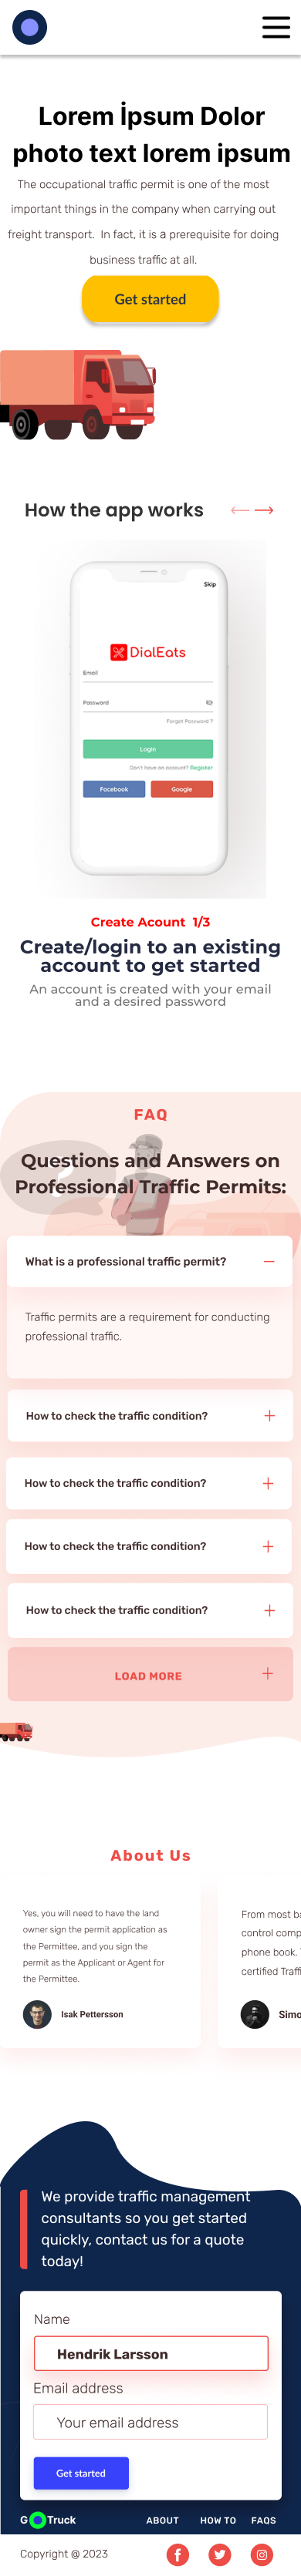 Lorem İpsum Dolor
photo text lorem ipsum
The occupational traffic permit is one of the most
important things in the company when carrying out
freight transport. In fact, it is a prerequisite for doing
business traffic at all.
Get started
How the app works
Skip
DialEats
Email
Password
Forgot Password ?
Login
Don't have an account? Register
Facebook
Google
Create Acount 1/3
Create/login to an existing
account to get started
An account is created with your email
and a desired password
FAQ
Questions and Answers on
Professional Traffic Permits:
What is a professional traffic permit?
Traffic permits are a requirement for conducting
professional traffic.
How to check the traffic condition?
How to check the traffic condition?
How to check the traffic condition?
How to check the traffic condition?
LOAD MORE
About Us
Yes, you will need to have the land
owner sign the permit application as
the Permittee, and you sign the
permit as the Applicant or Agent for
the Permittee.
Isak Pettersson
From most
control comp
phone book.
certified Traff
Simo
We provide traffic management
consultants so you get started
quickly, contact us for a quote
today!
Name
Hendrik Larsson
Email address
Your email address
Get started
G Truck
ABOUT
HOW TO
FAQS
Copyright @ 2023